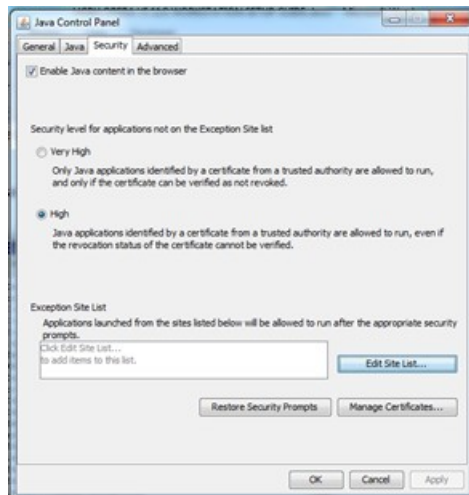 Java Control Panel
General Java Security Advanced
Enable Java content in the browser
Security level for applications not on the Exception Site list
Very High
Only Java applications identified by a certificate from a trusted authority are allowed to run,
and only if the certificate can be verified as not revoked.
High
Java applications identified by a certificate from a trusted authority are allowed to run, even if
the revocation status of the certificate cannot be verified.
Exception Site List
Applications launched from the sites listed below will be allowed to run after the appropriate security
prompts.
Click Edit Site List...
to add items to this list.
Edit Site List...
Restore Security Prompts Manage Certificates...
OK Cancel Apply